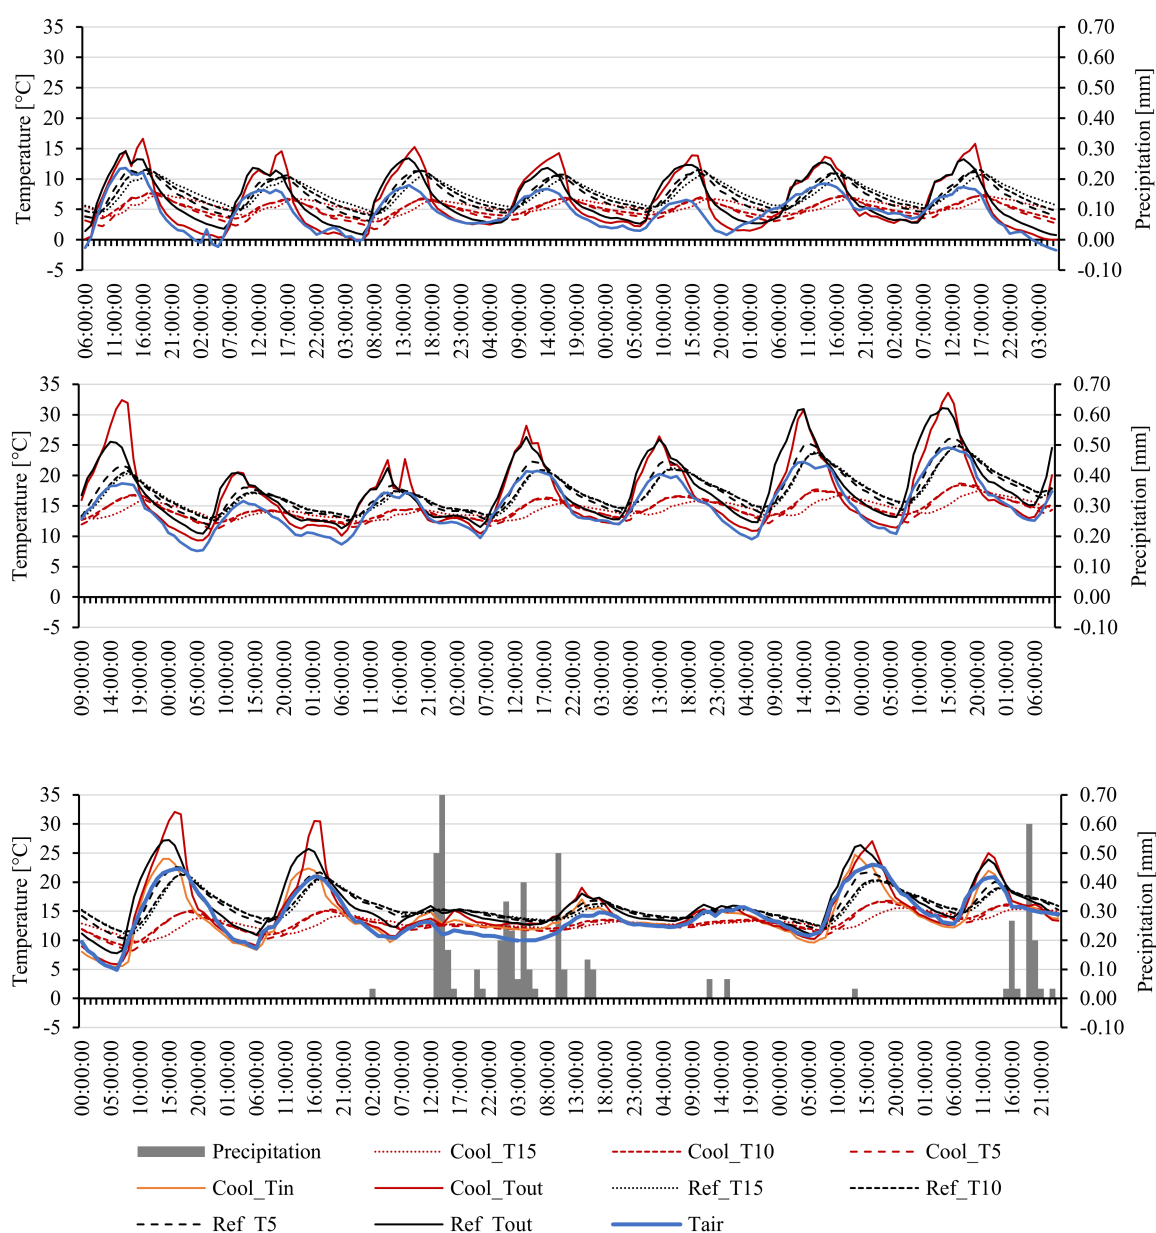 35 0.70
30 0.60
25 0.50
20 0.40
15 0.30
10 0.20
5 0.10
0 0.00
-5 -0.10
Temperature [°C]
Precipitation [mm]
06:00:00 11:00:00 16:00:00 21:00:00 02:00:00 07:00:00 12:00:00 17:00:00 22:00:00 03:00:00 08:00:00 13:00:00 18:00:00 23:00:00 04:00:00 09:00:00 14:00:00 19:00:00 00:00:00 05:00:00 10:00:00 15:00:00 20:00:00 01:00:00 06:00:00 11:00:00 16:00:00 21:00:00 02:00:00 07:00:00 12:00:00 17:00:00 22:00:00 03:00:00
35 0.70
30 0.60
25 0.50
20 0.40
15 0.30
10 0.20
5 0.10
0 0.00
-5 -0.10
Temperature [°C]
Precipitation [mm]
09:00:00 14:00:00 19:00:00 00:00:00 05:00:00 10:00:00 15:00:00 20:00:00 01:00:00 06:00:00 11:00:00 16:00:00 21:00:00 02:00:00 07:00:00 12:00:00 17:00:00 22:00:00 03:00:00 08:00:00 13:00:00 18:00:00 23:00:00 04:00:00 09:00:00 14:00:00 19:00:00 00:00:00 05:00:00 10:00:00 15:00:00 20:00:00 01:00:00 06:00:00
35 0.70
30 0.60
25 0.50
20 0.40
15 0.30
10 0.20
5 0.10
0 0.00
-5 -0.10
Temperature [°C]
Precipitation [mm]
00:00:00 05:00:00 10:00:00 15:00:00 20:00:00 01:00:00 06:00:00 11:00:00 16:00:00 21:00:00 02:00:00 07:00:00 12:00:00 17:00:00 22:00:00 03:00:00 08:00:00 13:00:00 18:00:00 23:00:00 04:00:00 09:00:00 14:00:00 19:00:00 00:00:00 05:00:00 10:00:00 15:00:00 20:00:00 01:00:00 06:00:00 11:00:00 16:00:00 21:00:00
Precipitation Cool_T15 Cool_T10 Cool_T5
Cool_Tin Cool_Tout Ref_T15 Ref_T10
Ref_T5 Ref_Tout Tair